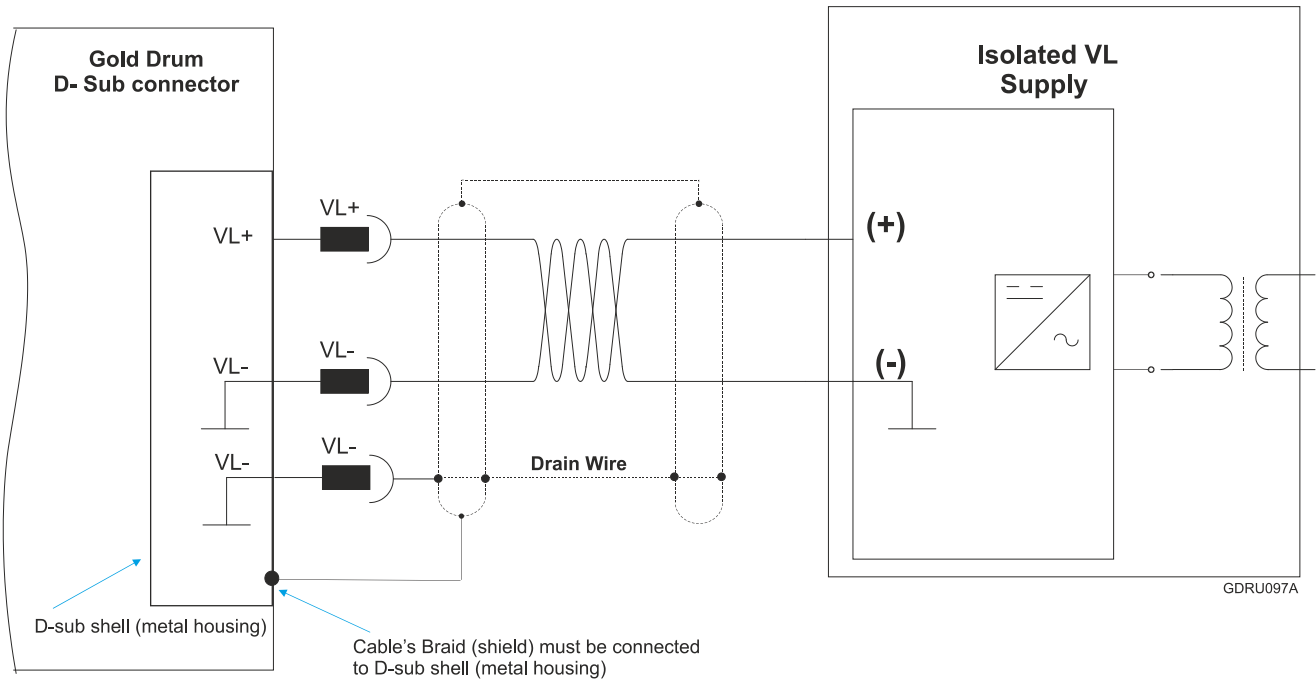 Gold Drum
D- Sub connector
Isolated VL
Supply
VL+
VL+
(+)
VL-
VL-
(-)
VL-
VL-
Drain Wire
D-sub shell (metal housing)
Cable's Braid (shield) must be connected
to D-sub shell (metal housing)
GDRU097A